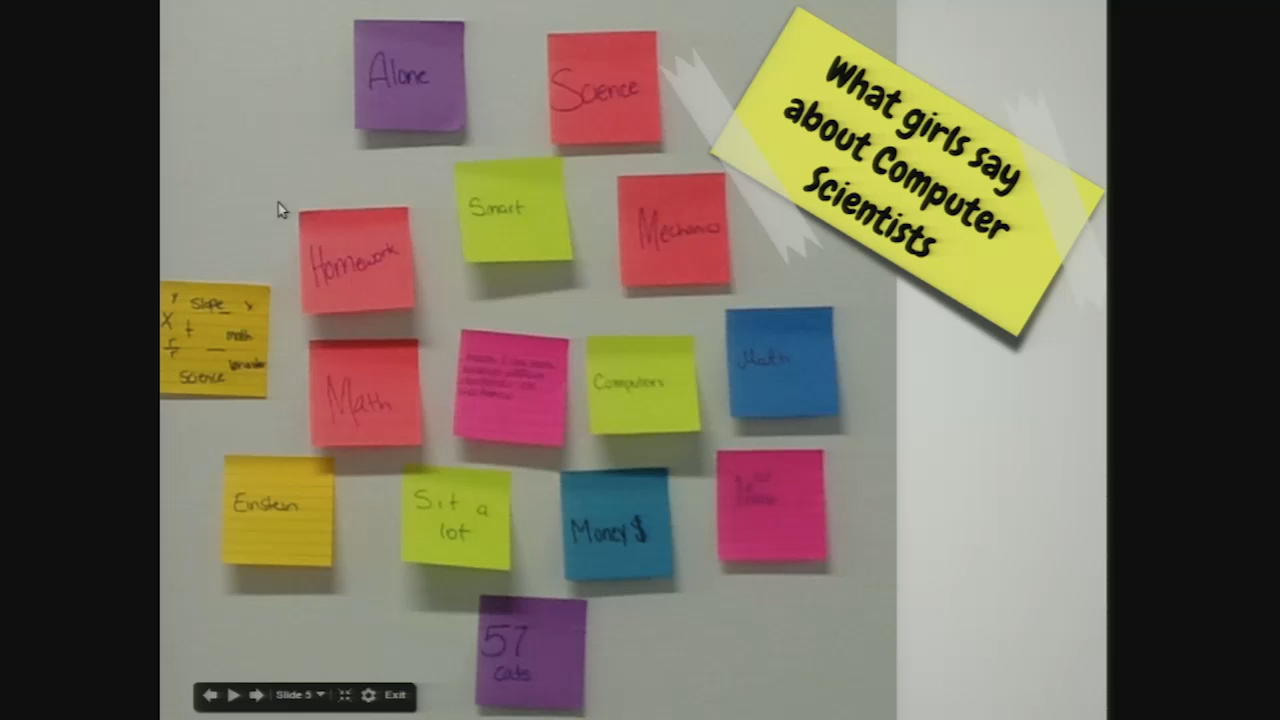 Alone
Science
What girls say
about Computer
Scientists
Smart
Mechanics
Homework
Slope
math
Science
Math
Computers
Math
Einstein
Sit a
lot
Money $
57
cats
Slide 5
Exit